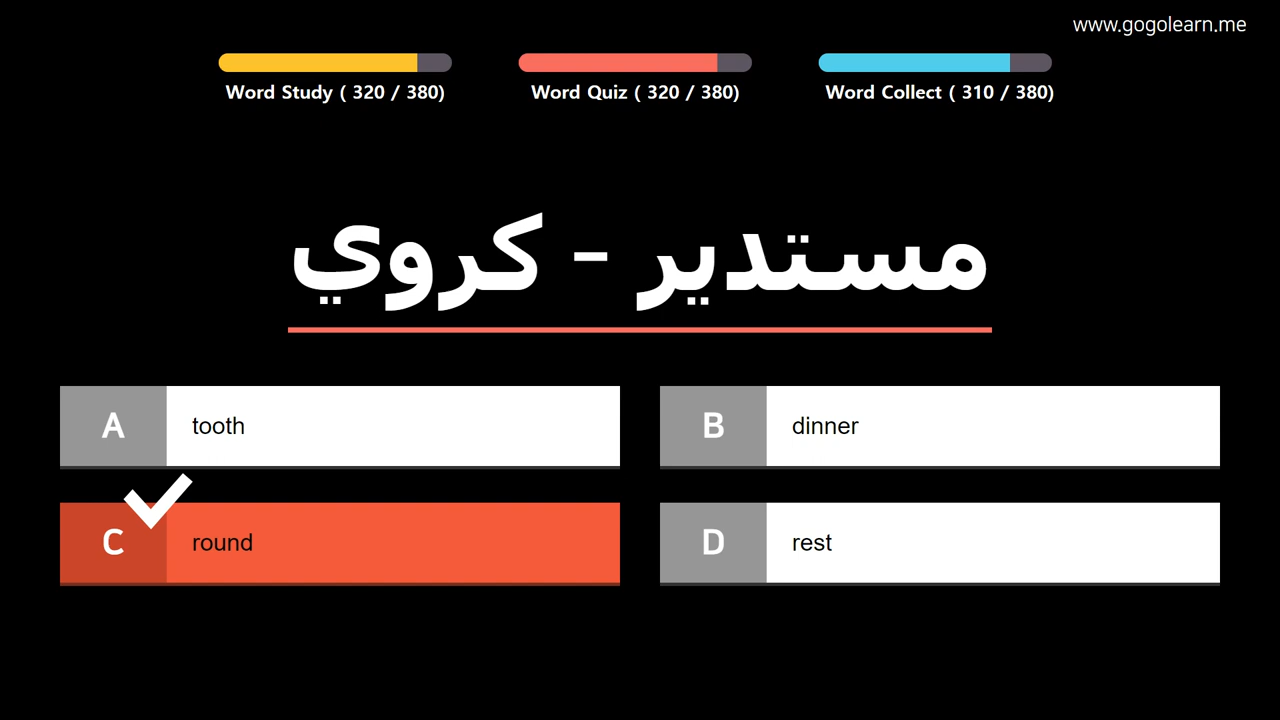 www.gogolearn.me
Word Study ( 320 / 380)
Word Quiz ( 320 / 380)
Word Collect ( 310 / 380)
مستدير - كروي
A tooth
B dinner
C round
D rest